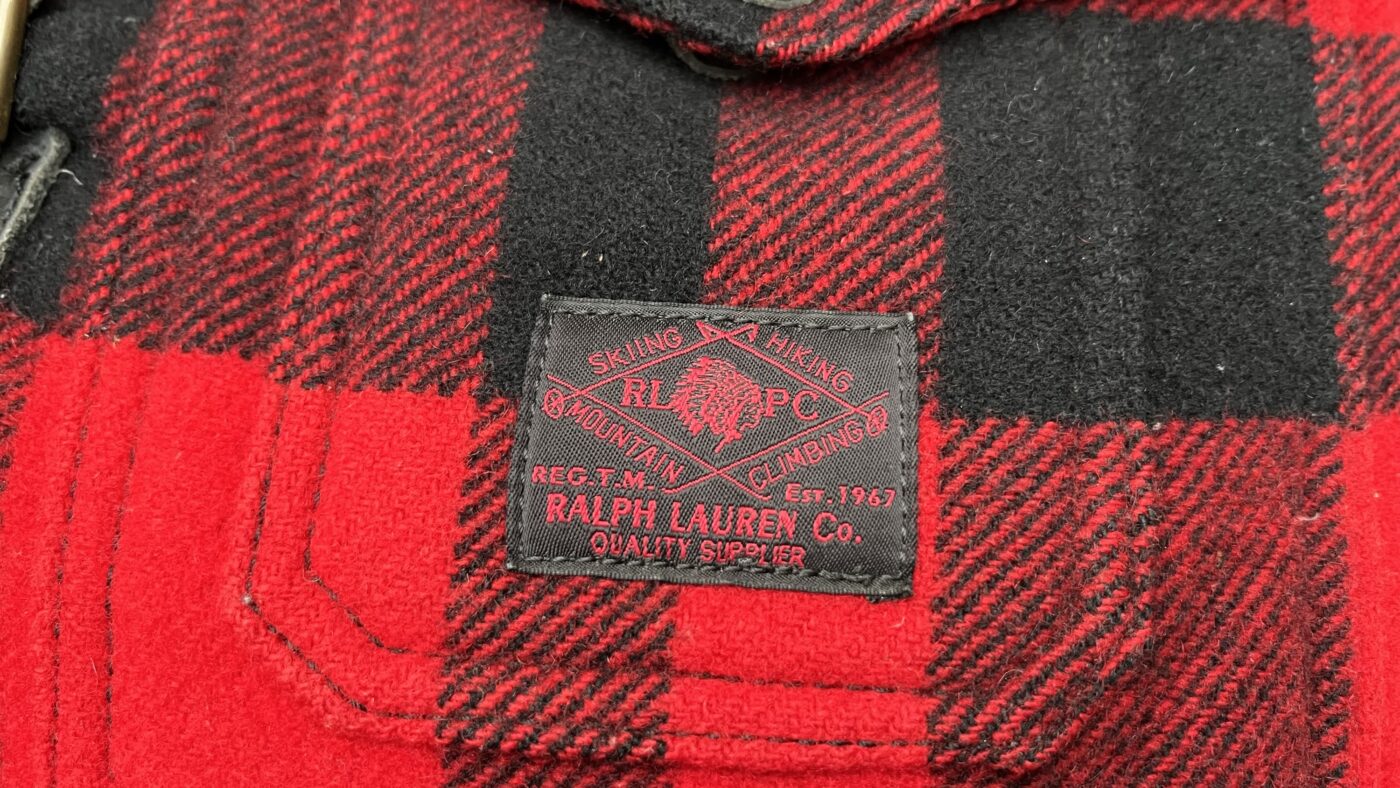 SKIING HIKING
RL PC
MOUNTAIN CLIMBING
REG.T.M. Est. 1967
RALPH LAUREN Co.
QUALITY SUPPLIER